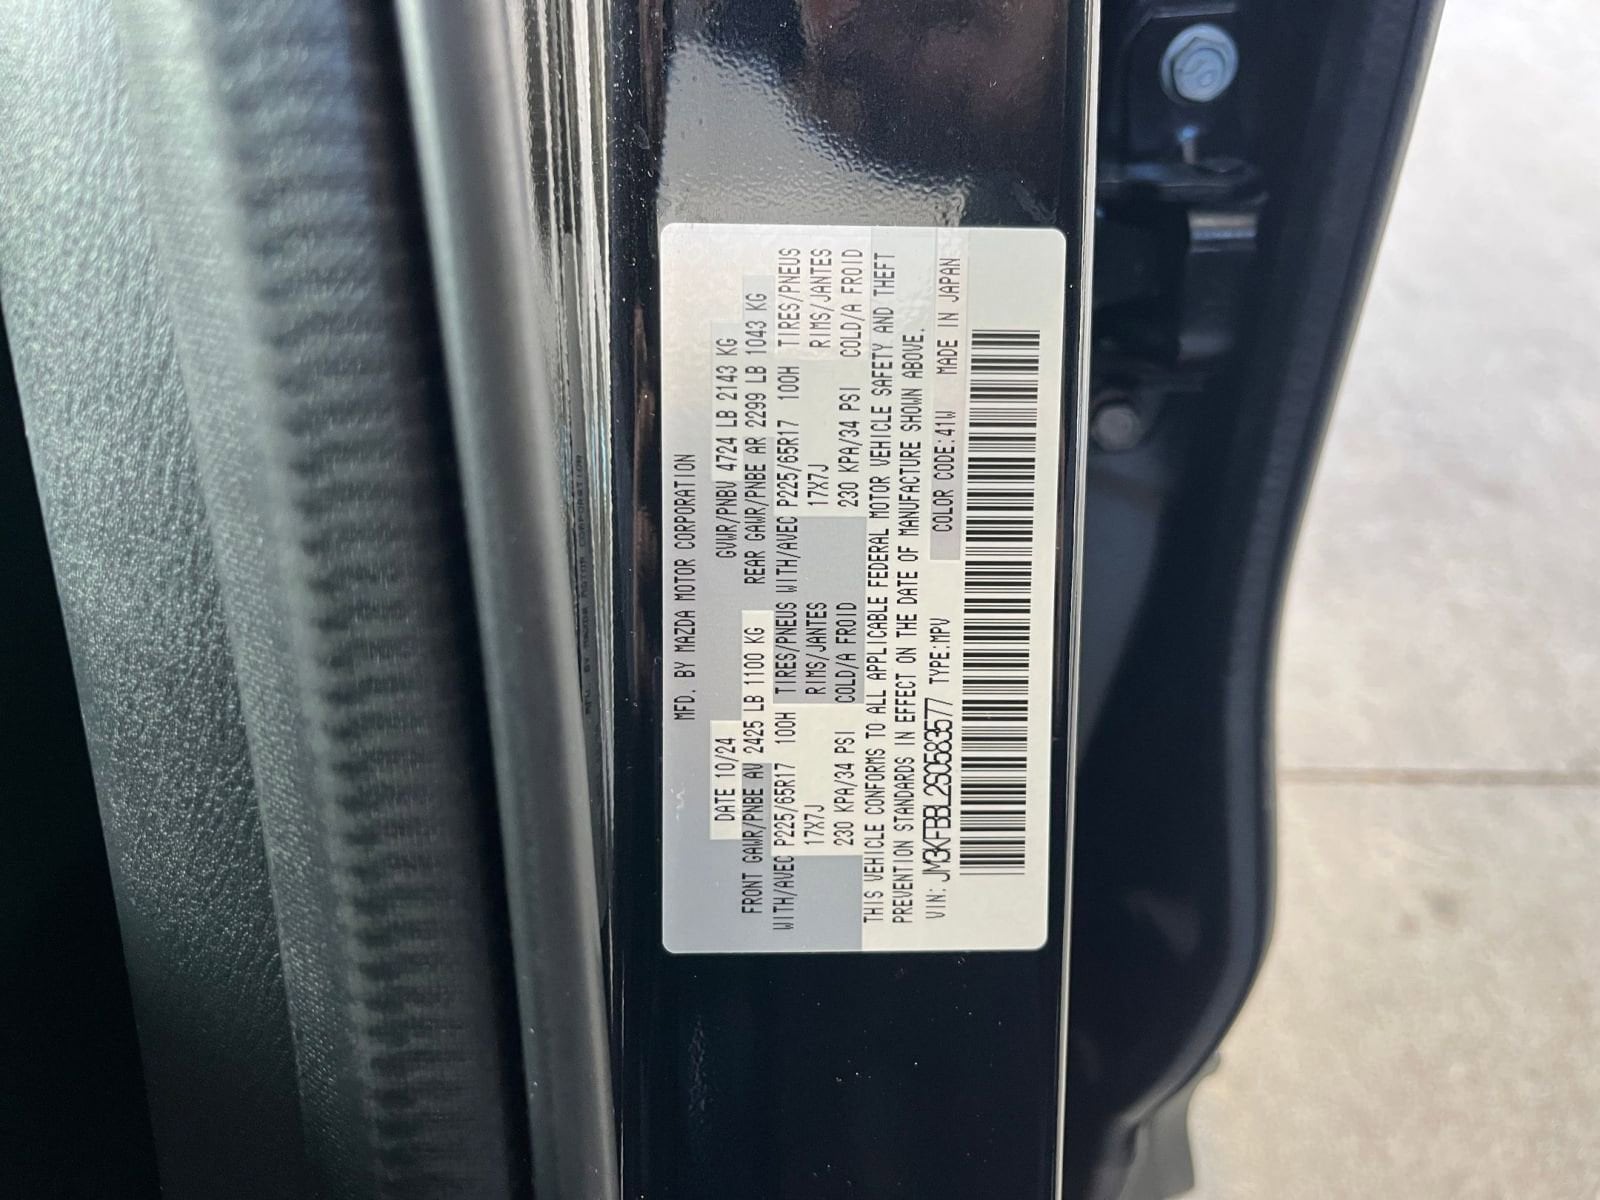 MFD. BY MAZDA MOTOR CORPORATION
DATE 10/24 GVWR/PNBV 4724 LB 2143 KG
FRONT GAWR/PNBE AV 2425 LB 1100 KG REAR GAWR/PNBE AR 2299 LB 1043 KG
WITH/AVEC P225/65R17 100H TIRES/PNEUS WITH/AVEC P225/65R17 100H TIRES/PNEUS
17X7J RIMS/JANTES 17X7J RIMS/JANTES
230 KPA/34 PSI COLD/A FROID 230 KPA/34 PSI COLD/A FROID
THIS VEHICLE CONFORMS TO ALL APPLICABLE FEDERAL MOTOR VEHICLE SAFETY AND THEFT
PREVENTION STANDARDS IN EFFECT ON THE DATE OF MANUFACTURE SHOWN ABOVE.
VIN: JM3KFBBL2S0583577 TYPE:MPV COLOR CODE:41W MADE IN JAPAN